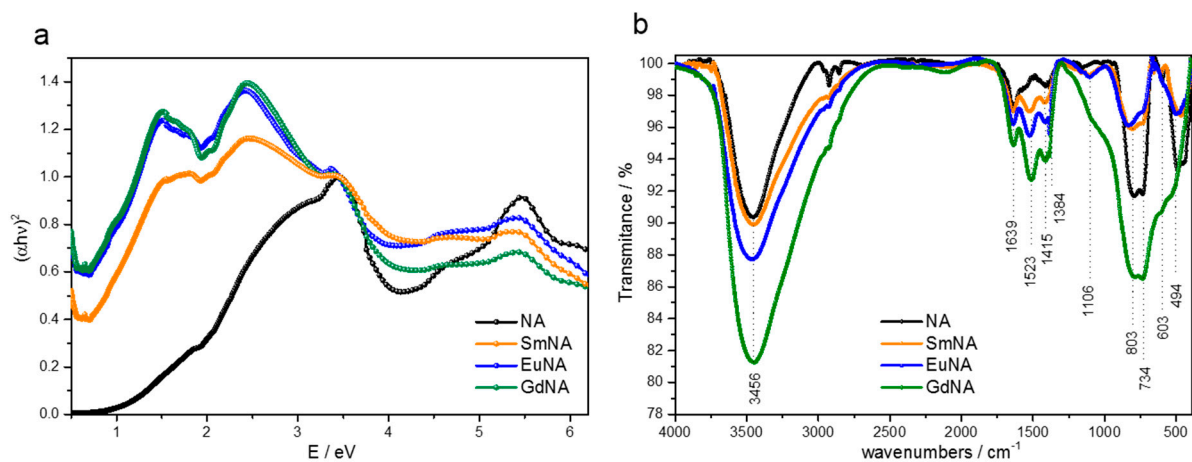 a
(αhν)²
1.4
1.2
1.0
0.8
0.6
0.4
0.2
0.0
1 2 3 4 5 6
E / eV
NA
SmNA
EuNA
GdNA
b
Transmitance / %
100
98
96
94
92
90
88
86
84
82
80
78
4000 3500 3000 2500 2000 1500 1000 500
wavenumbers / cm⁻¹
NA
SmNA
EuNA
GdNA
3456
1639
1523
1415
1384
1106
803
734
603
494